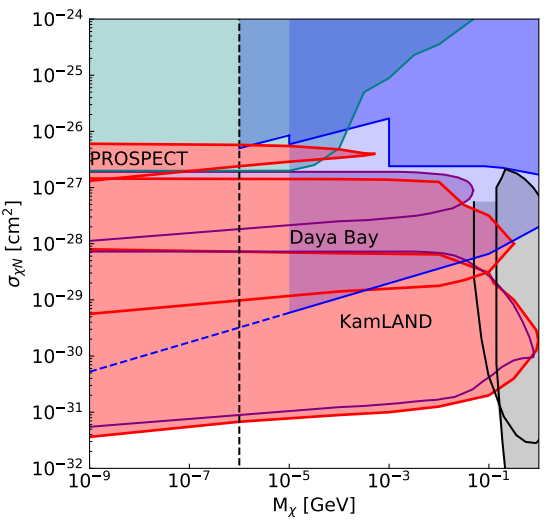 10⁻²⁴
10⁻²⁵
10⁻²⁶
10⁻²⁷
10⁻²⁸
10⁻²⁹
10⁻³⁰
10⁻³¹
10⁻³²
σχN [cm²]
PROSPECT
Daya Bay
KamLAND
10⁻⁹ 10⁻⁷ 10⁻⁵ 10⁻³ 10⁻¹
Mχ [GeV]